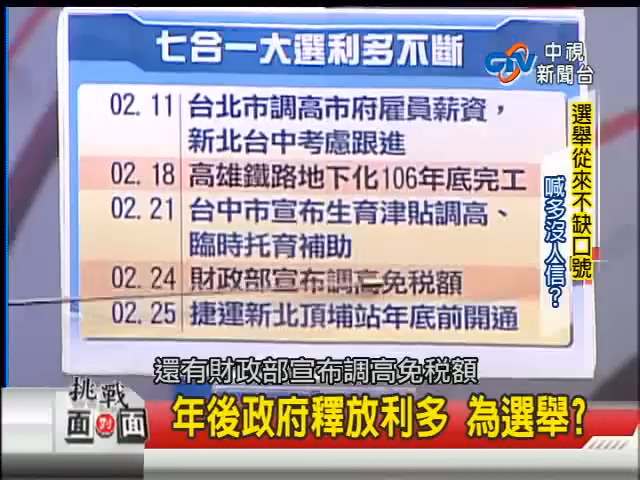 七合一大選利多不斷
CTV
中視
新聞台
02. 11 台北市調高市府雇員薪資，
新北台中考慮跟進
02. 18 高雄鐵路地下化106年底完工
02. 21 台中市宣布生育津貼調高、
臨時托育補助
02. 24 財政部宣布調高免稅額
02. 25 捷運新北頂埔站年底前開通
選舉從來不缺口號
喊多沒人信？
還有財政部宣布調高免稅額
挑戰
面對面
年後政府釋放利多 為選舉？